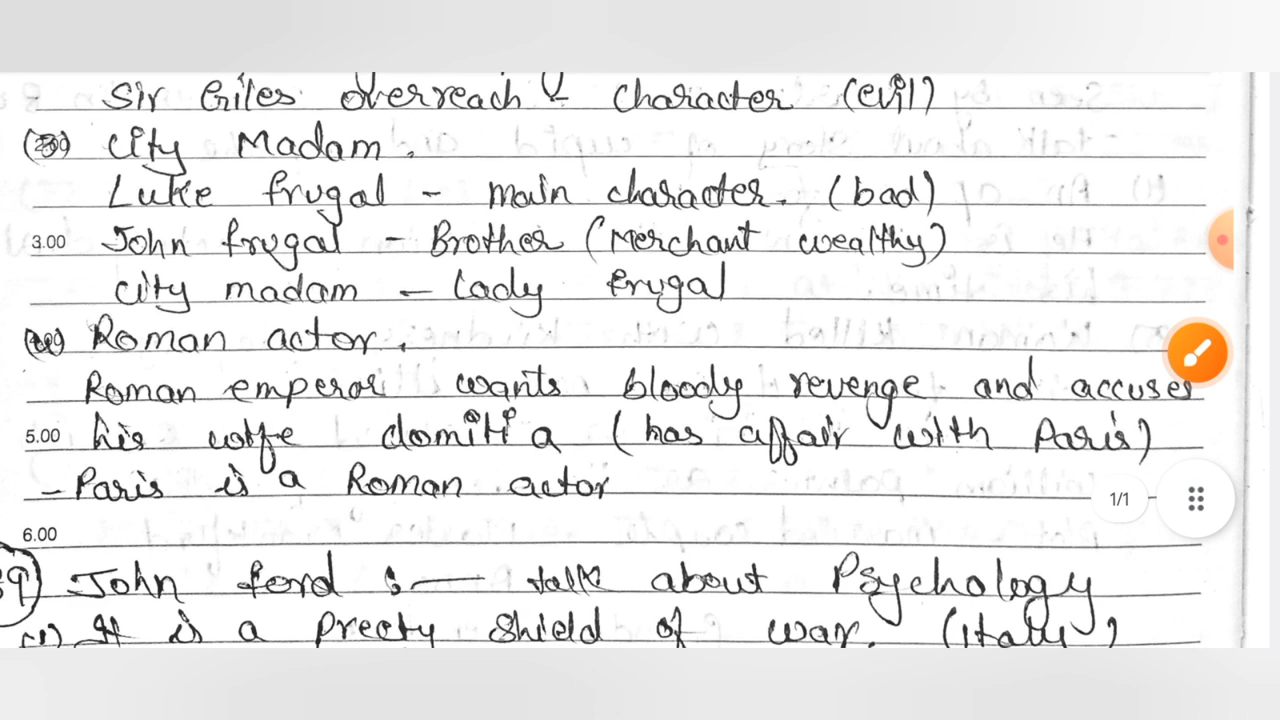 Sir Giles overreach - character (evil)
(3) City Madam.
Luke frugal - main character. (bad)
3.00 John frugal - Brother (Merchant wealthy)
City madam - Lady frugal
Roman actor.
Roman emperor wants bloody revenge and accuses
5.00 his wife domitia (has affair with Paris)
- Paris is a Roman actor
1/1
6.00
John ford :- talk about Psychology
(1) It is a preety shield of war. (Italy)